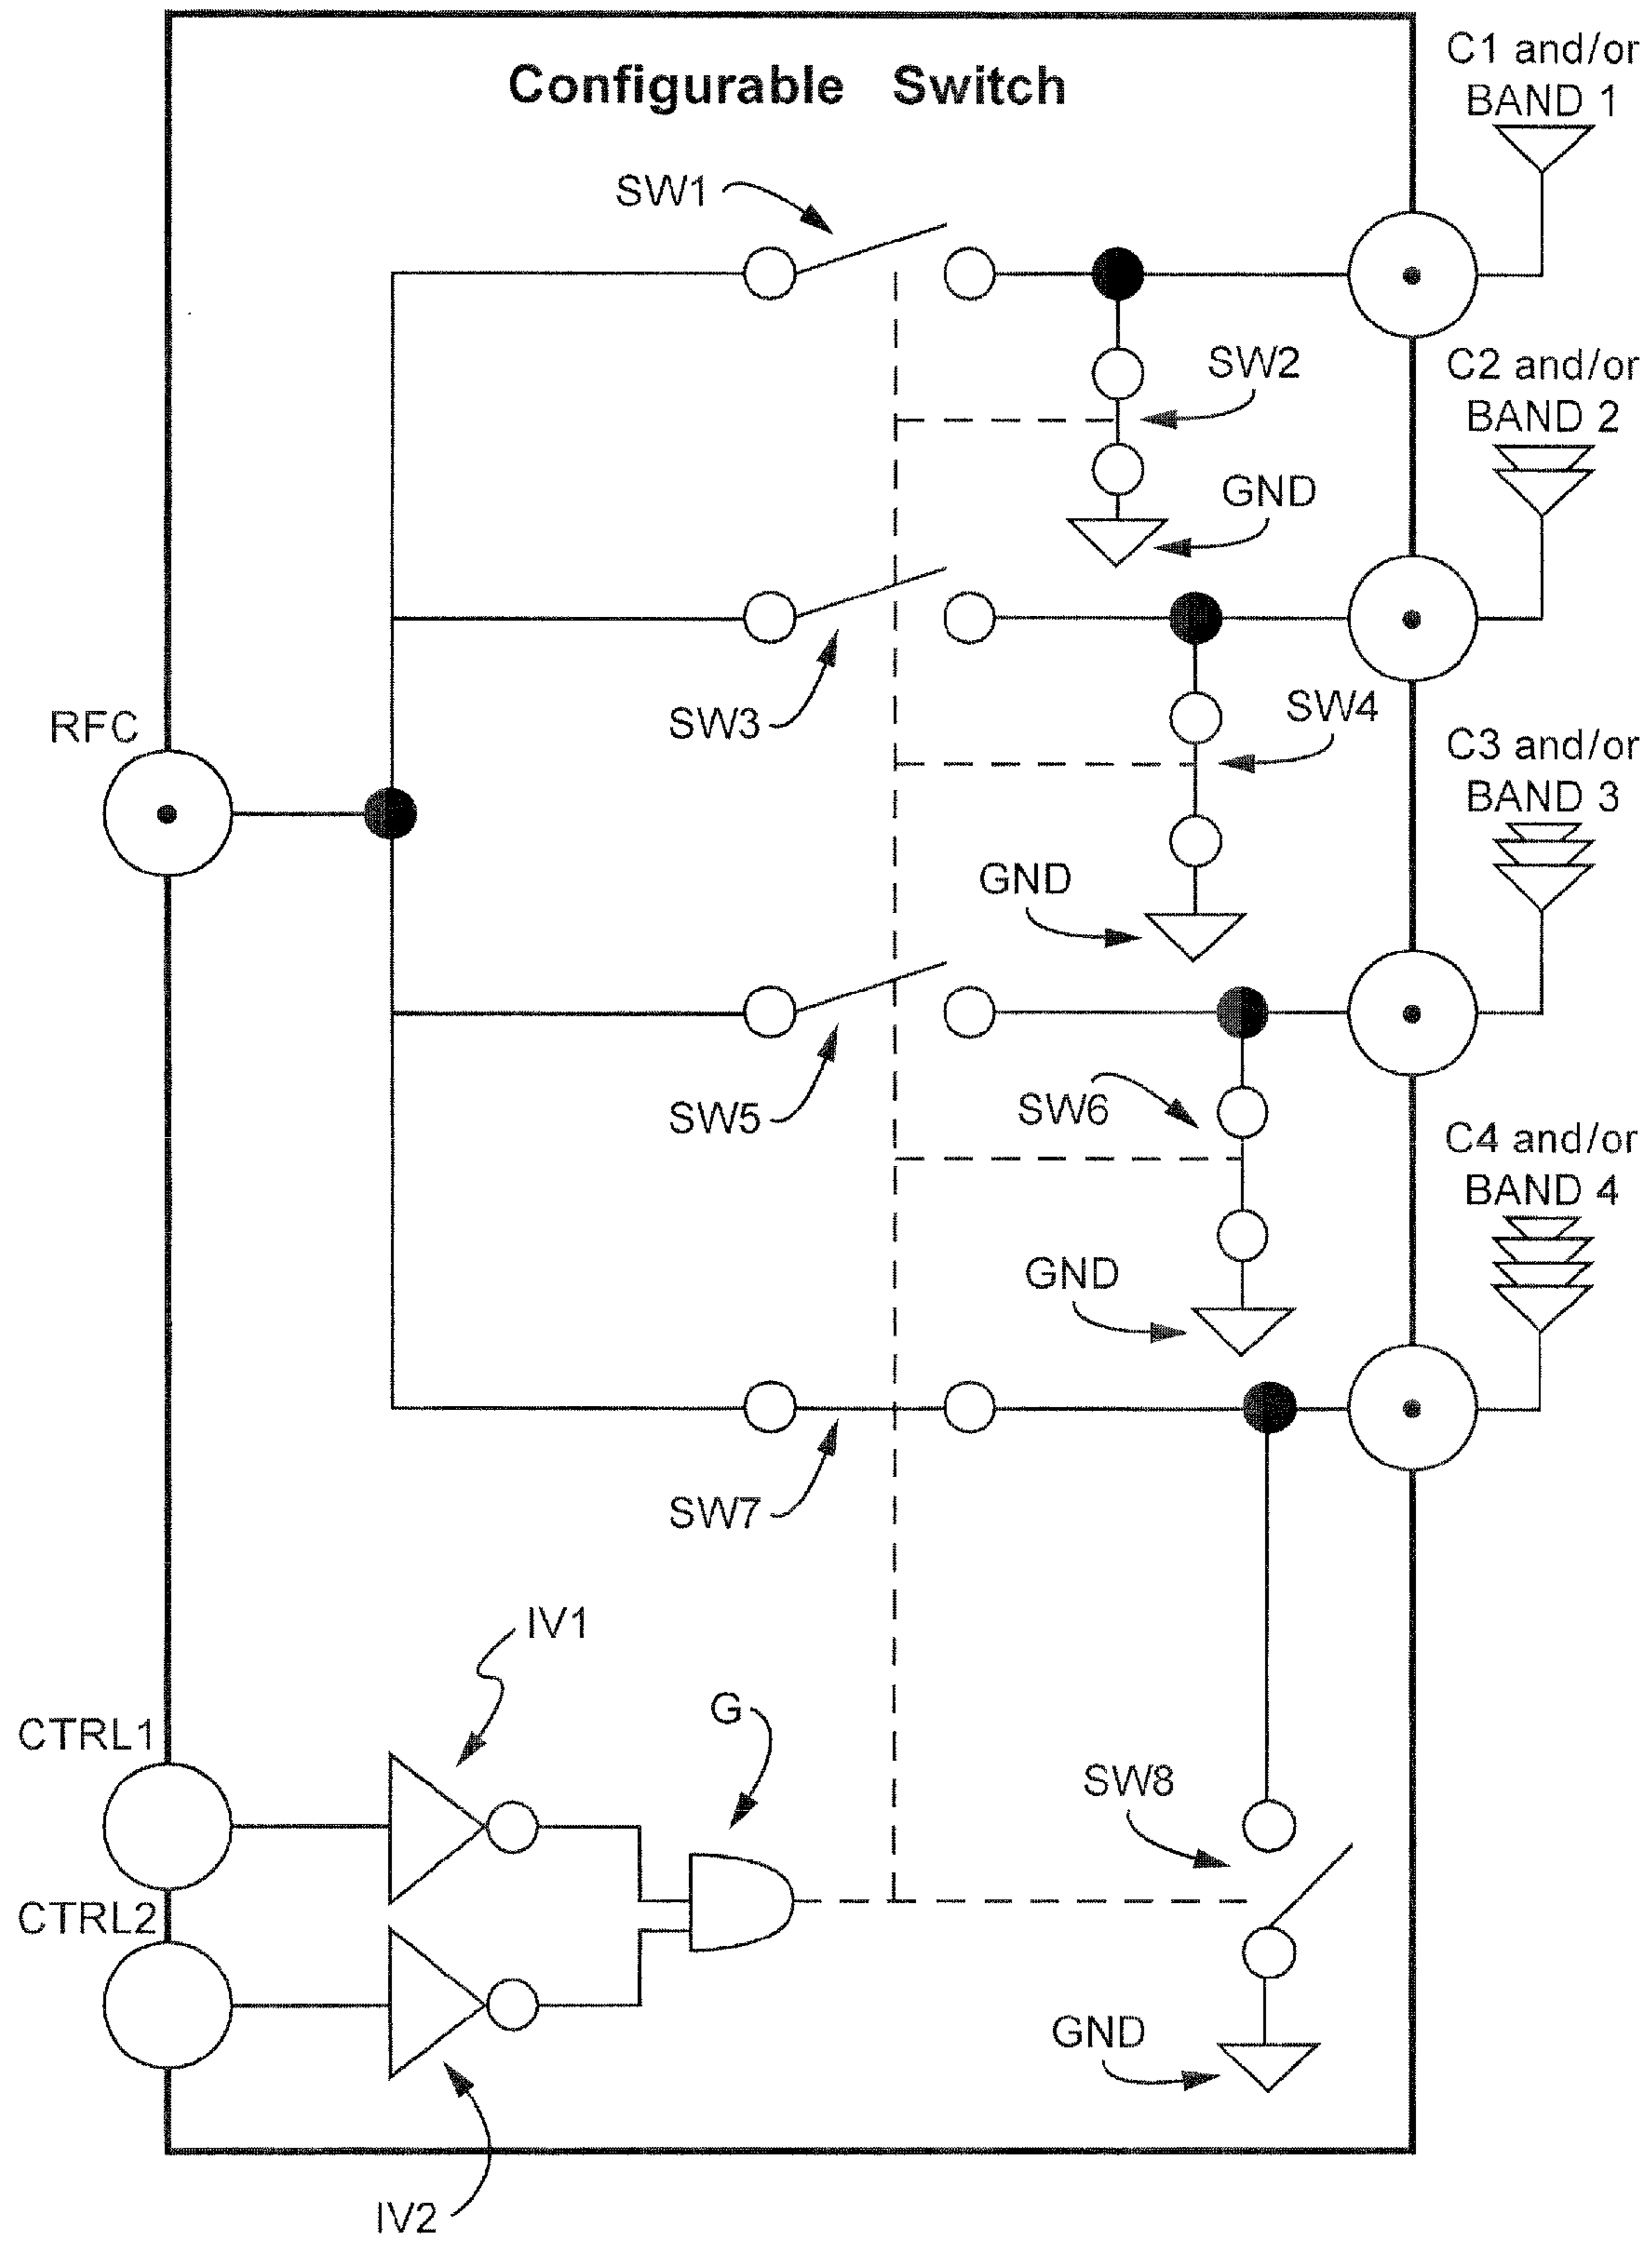 Configurable Switch
C1 and/or
BAND 1
SW1
SW2
C2 and/or
BAND 2
GND
SW3
SW4
RFC
C3 and/or
BAND 3
GND
SW5
SW6
C4 and/or
BAND 4
GND
SW7
IV1
G
CTRL1
SW8
CTRL2
GND
IV2